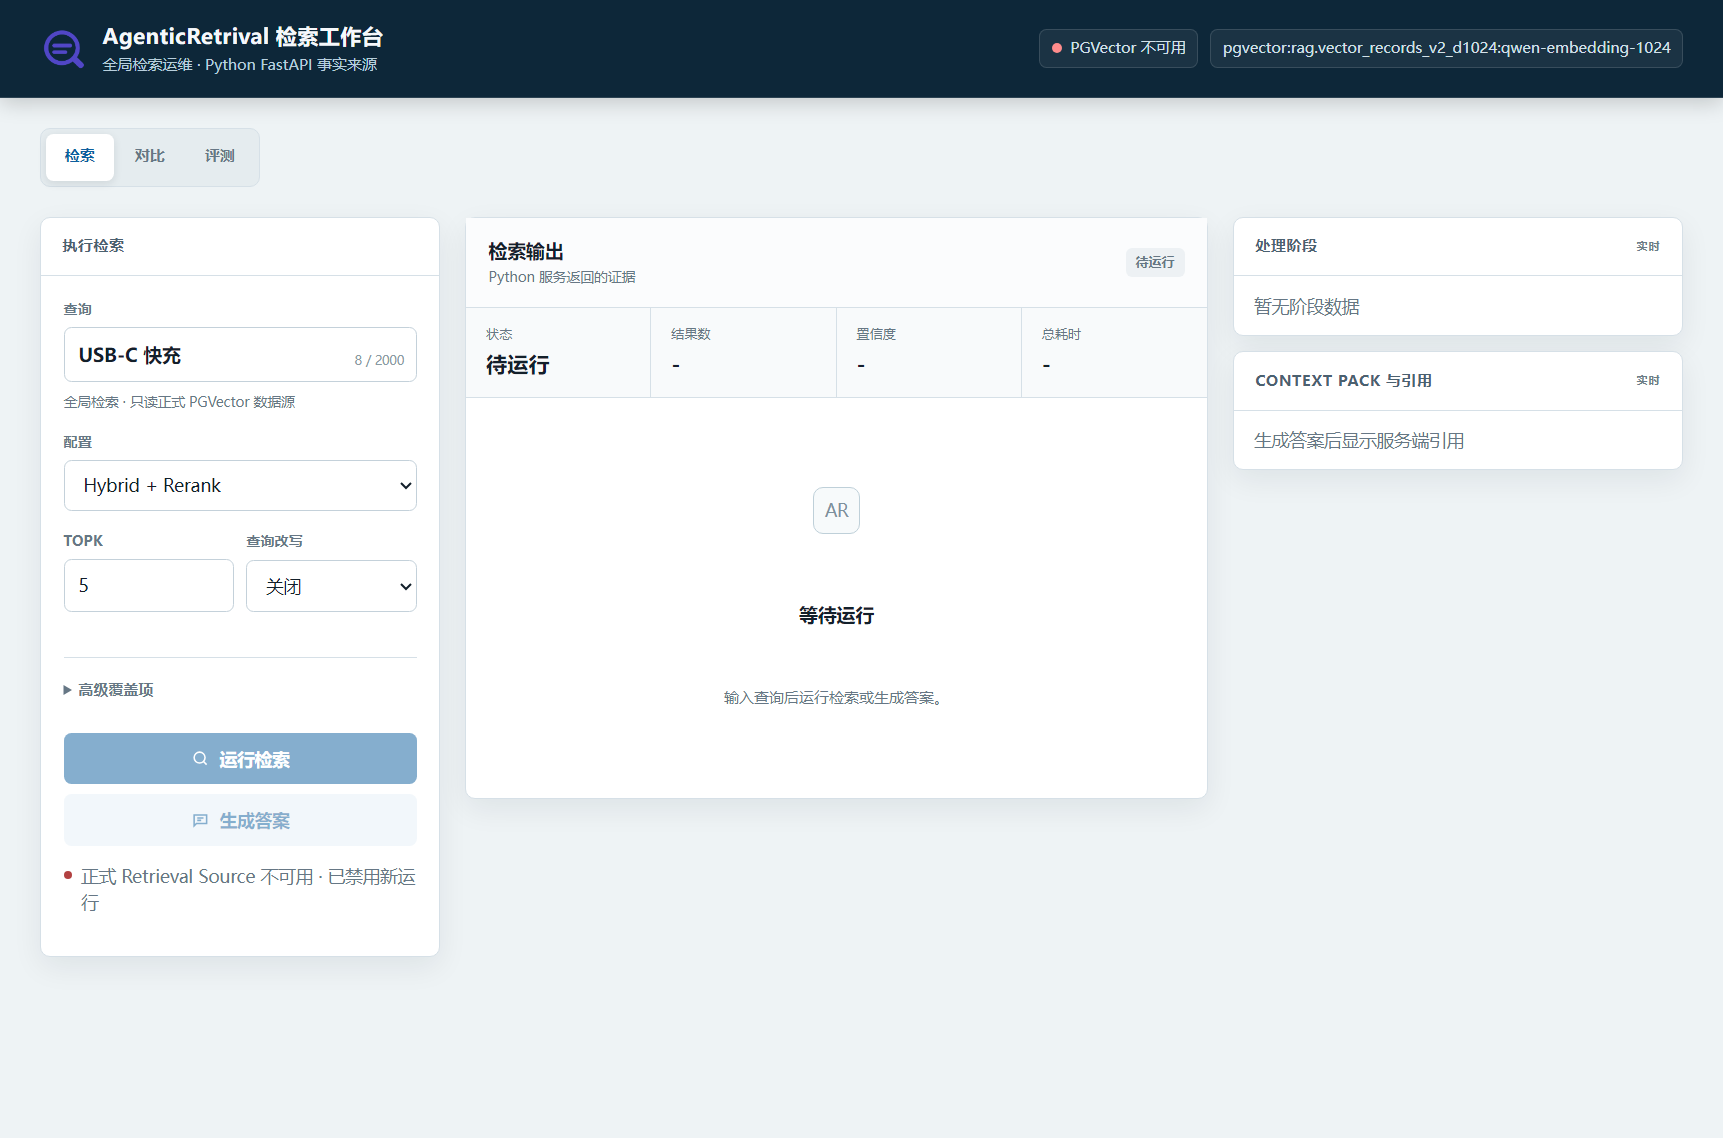 AgenticRetrival 检索工作台
全局检索运维 · Python FastAPI 事实来源
PGVector 不可用
pgvector:rag.vector_records_v2_d1024:qwen-embedding-1024
检索
对比
评测
执行检索
查询
USB-C 快充
8 / 2000
全局检索 · 只读正式 PGVector 数据源
配置
Hybrid + Rerank
TOPK
查询改写
5
关闭
高级覆盖项
运行检索
生成答案
正式 Retrieval Source 不可用 · 已禁用新运
行
检索输出
Python 服务返回的证据
待运行
状态
待运行
结果数
-
置信度
-
总耗时
-
AR
等待运行
输入查询后运行检索或生成答案。
处理阶段
实时
暂无阶段数据
CONTEXT PACK 与引用
实时
生成答案后显示服务端引用